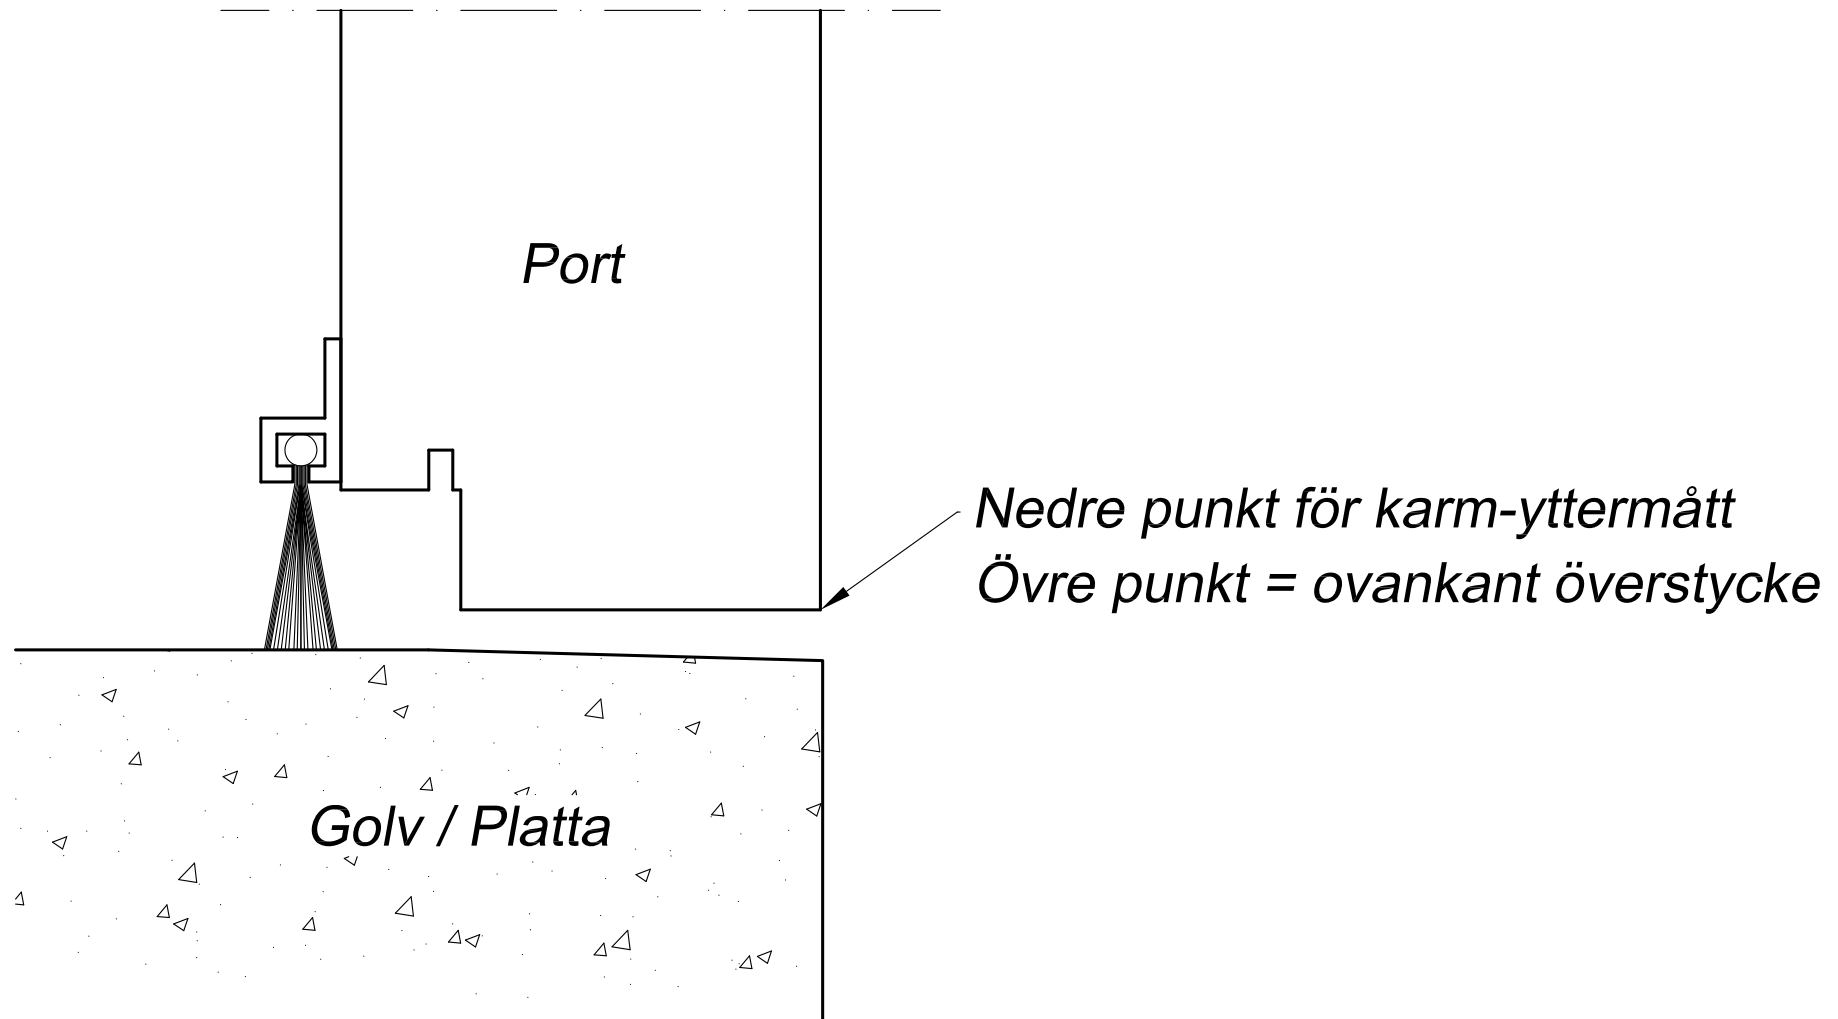 Port
Nedre punkt för karm-yttermått
Övre punkt = ovankant överstycke
Golv / Platta